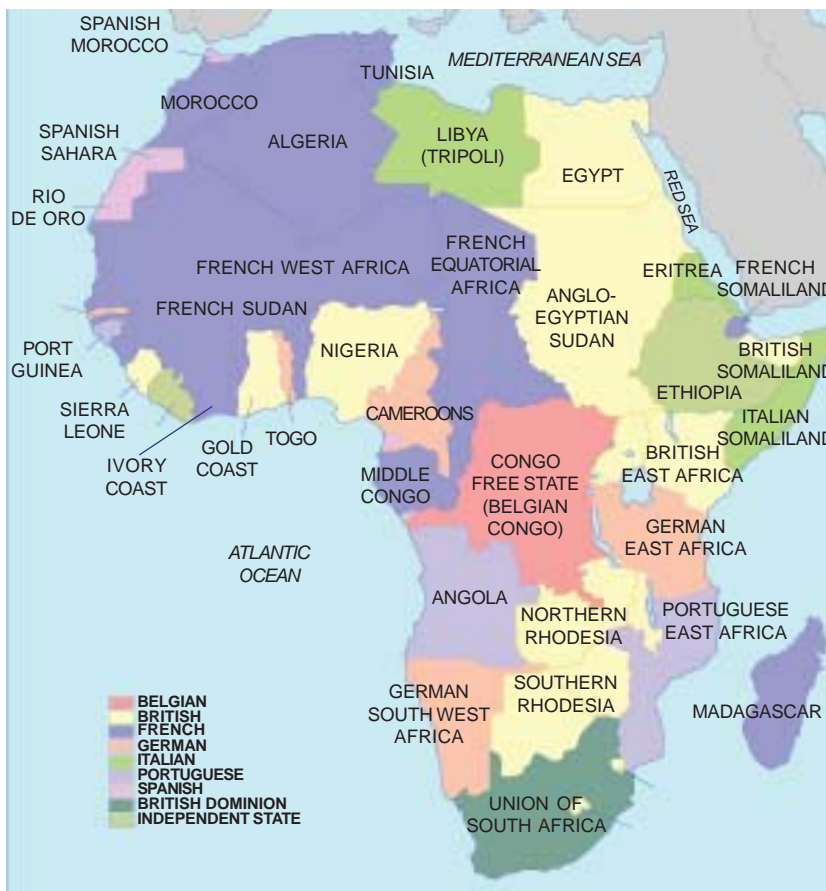 SPANISH
MOROCCO
MEDITERRANEAN SEA
TUNISIA
MOROCCO
ALGERIA
LIBYA
(TRIPOLI)
SPANISH
SAHARA
EGYPT
RED SEA
RIO
DE ORO
FRENCH WEST AFRICA
FRENCH
EQUATORIAL
AFRICA
ERITREA
FRENCH
SOMALILAND
FRENCH SUDAN
ANGLO-
EGYPTIAN
SUDAN
PORT
GUINEA
NIGERIA
BRITISH
SOMALILAND
ETHIOPIA
SIERRA
LEONE
CAMEROONS
ITALIAN
SOMALILAND
IVORY
COAST
GOLD
COAST
TOGO
MIDDLE
CONGO
CONGO
FREE STATE
(BELGIAN
CONGO)
BRITISH
EAST AFRICA
GERMAN
EAST AFRICA
ATLANTIC
OCEAN
ANGOLA
NORTHERN
RHODESIA
PORTUGUESE
EAST AFRICA
GERMAN
SOUTH WEST
AFRICA
SOUTHERN
RHODESIA
MADAGASCAR
UNION OF
SOUTH AFRICA
BELGIAN
BRITISH
FRENCH
GERMAN
ITALIAN
PORTUGUESE
SPANISH
BRITISH DOMINION
INDEPENDENT STATE